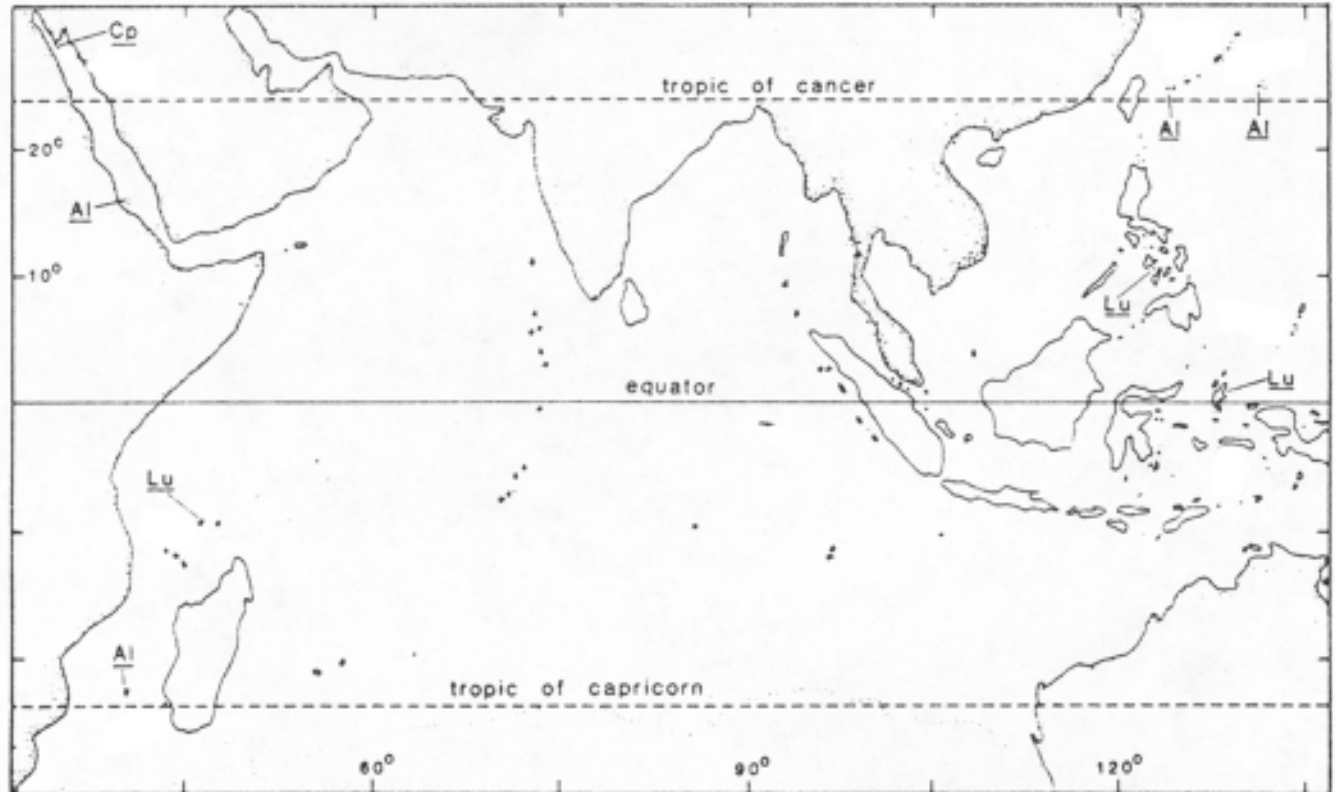 Cp
tropic of cancer
Al
Al
20°
Al
10°
Lu
equator
Lu
Lu
Al
tropic of capricorn
60°
90°
120°